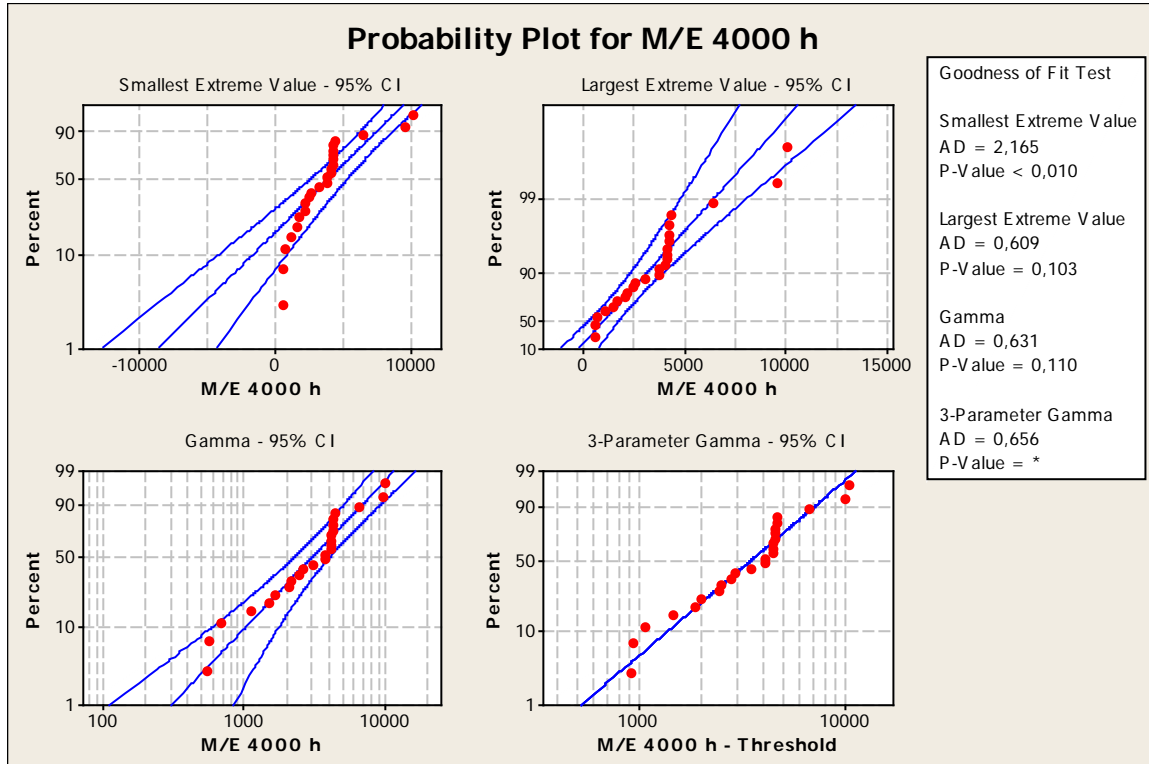 Probability Plot for M/E 4000 h
Smallest Extreme Value - 95% CI
Percent
90
50
10
1
-10000
0
10000
M/E 4000 h
Largest Extreme Value - 95% CI
Percent
99
90
50
10
0
5000
10000
15000
M/E 4000 h
Gamma - 95% CI
Percent
99
90
50
10
1
100
1000
10000
M/E 4000 h
3-Parameter Gamma - 95% CI
Percent
99
90
50
10
1
1000
10000
M/E 4000 h - Threshold
Goodness of Fit Test
Smallest Extreme Value
AD = 2,165
P-Value < 0,010
Largest Extreme Value
AD = 0,609
P-Value = 0,103
Gamma
AD = 0,631
P-Value = 0,110
3-Parameter Gamma
AD = 0,656
P-Value = *